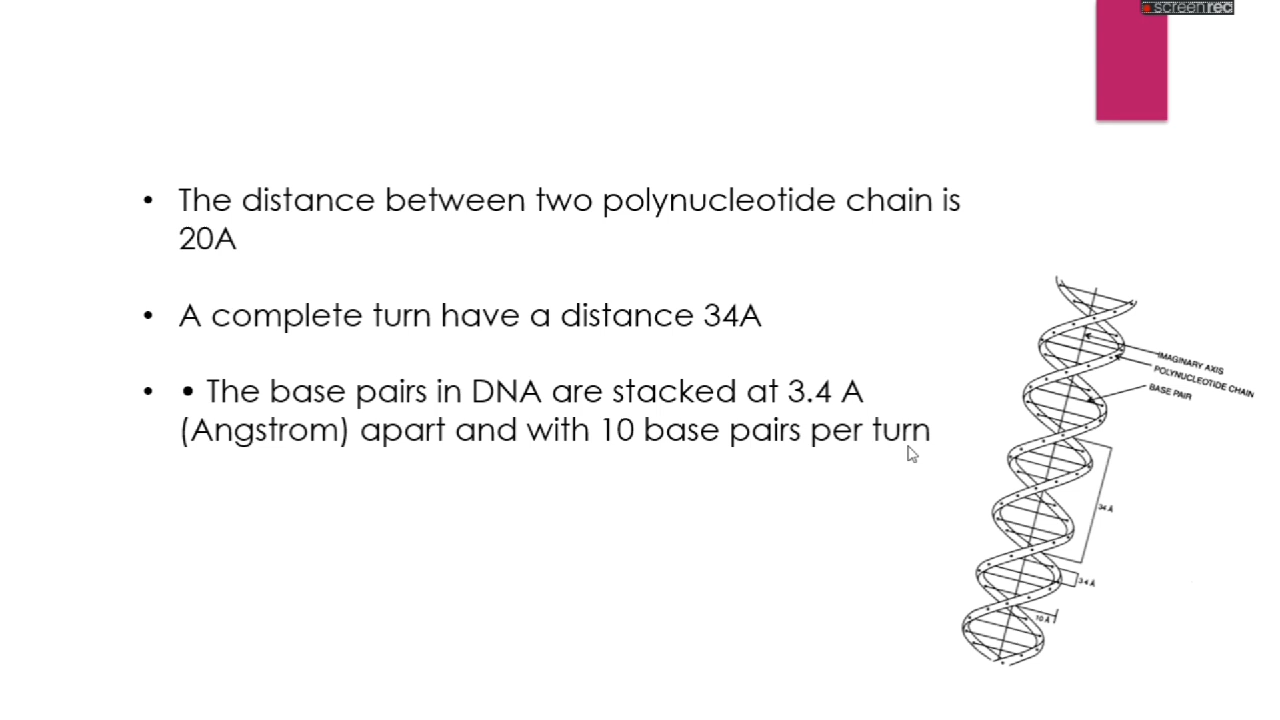 screenrec
• The distance between two polynucleotide chain is
20A
• A complete turn have a distance 34A
• • The base pairs in DNA are stacked at 3.4 A
(Angstrom) apart and with 10 base pairs per turn
IMAGINARY AXIS
POLYNUCLEOTIDE CHAIN
BASE PAIR
34 Å
3.4 Å
10 Å